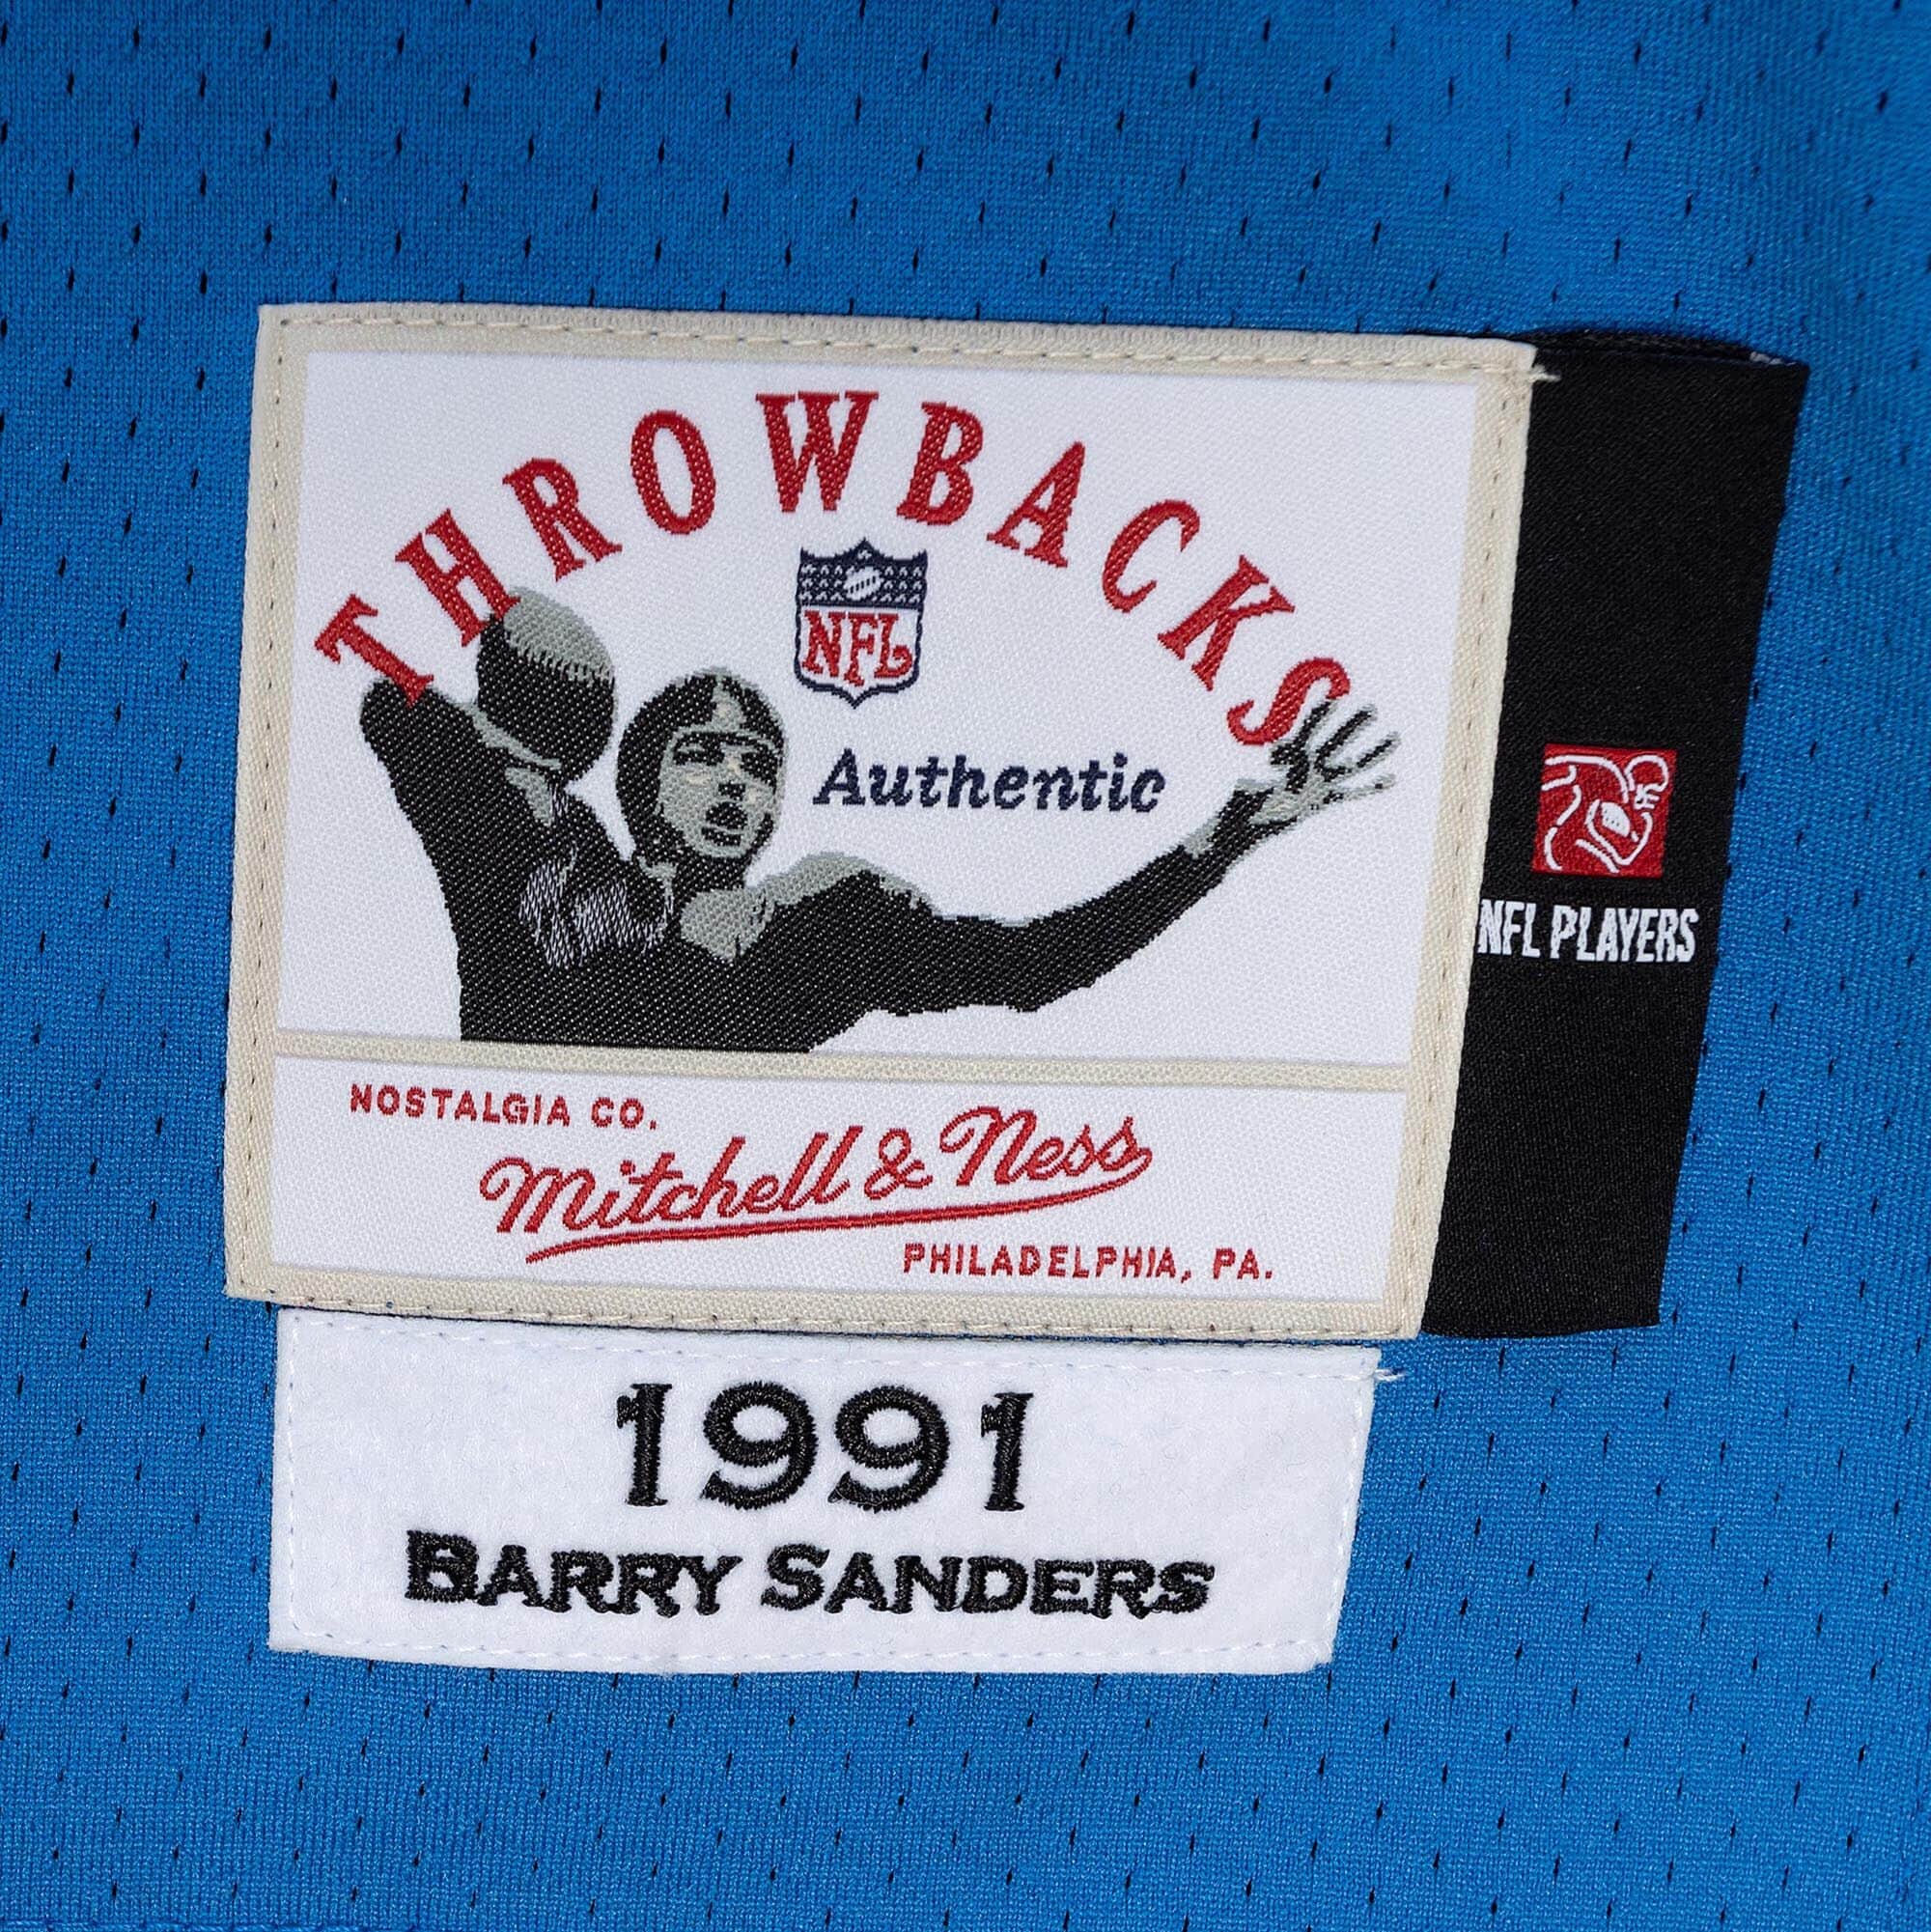 THROWBACKS
NFL
Authentic
NFL PLAYERS
NOSTALGIA CO.
Mitchell & Ness
PHILADELPHIA, PA.
1991
BARRY SANDERS